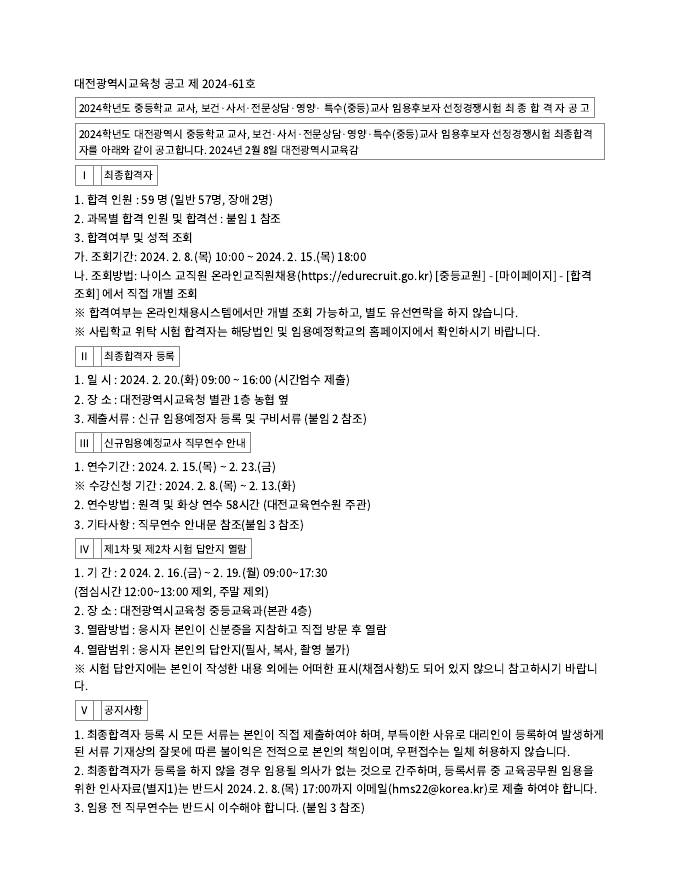 대전광역시교육청 공고 제 2024-61호
2024학년도 중등학교 교사, 보건·사서·전문상담·영양· 특수(중등)교사 임용후보자 선정경쟁시험 최 종 합 격 자 공 고
2024학년도 대전광역시 중등학교 교사, 보건·사서·전문상담·영양·특수(중등)교사 임용후보자 선정경쟁시험 최종합격
자를 아래와 같이 공고합니다. 2024년 2월 8일 대전광역시교육감
Ⅰ 최종합격자
1. 합격 인원 : 59 명 (일반 57명, 장애 2명)
2. 과목별 합격 인원 및 합격선 : 붙임 1 참조
3. 합격여부 및 성적 조회
가. 조회기간: 2024. 2. 8.(목) 10:00 ~ 2024. 2. 15.(목) 18:00
나. 조회방법: 나이스 교직원 온라인교직원채용(https://edurecruit.go.kr) [중등교원] - [마이페이지] - [합격
조회] 에서 직접 개별 조회
※ 합격여부는 온라인채용시스템에서만 개별 조회 가능하고, 별도 유선연락을 하지 않습니다.
※ 사립학교 위탁 시험 합격자는 해당법인 및 임용예정학교의 홈페이지에서 확인하시기 바랍니다.
Ⅱ 최종합격자 등록
1. 일 시 : 2024. 2. 20.(화) 09:00 ~ 16:00 (시간엄수 제출)
2. 장 소 : 대전광역시교육청 별관 1층 농협 옆
3. 제출서류 : 신규 임용예정자 등록 및 구비서류 (붙임 2 참조)
Ⅲ 신규임용예정교사 직무연수 안내
1. 연수기간 : 2024. 2. 15.(목) ~ 2. 23.(금)
※ 수강신청 기간 : 2024. 2. 8.(목) ~ 2. 13.(화)
2. 연수방법 : 원격 및 화상 연수 58시간 (대전교육연수원 주관)
3. 기타사항 : 직무연수 안내문 참조(붙임 3 참조)
Ⅳ 제1차 및 제2차 시험 답안지 열람
1. 기 간 : 2 024. 2. 16.(금) ~ 2. 19.(월) 09:00~17:30
(점심시간 12:00~13:00 제외, 주말 제외)
2. 장 소 : 대전광역시교육청 중등교육과(본관 4층)
3. 열람방법 : 응시자 본인이 신분증을 지참하고 직접 방문 후 열람
4. 열람범위 : 응시자 본인의 답안지(필사, 복사, 촬영 불가)
※ 시험 답안지에는 본인이 작성한 내용 외에는 어떠한 표시(채점사항)도 되어 있지 않으니 참고하시기 바랍니
다.
Ⅴ 공지사항
1. 최종합격자 등록 시 모든 서류는 본인이 직접 제출하여야 하며, 부득이한 사유로 대리인이 등록하여 발생하게
된 서류 기재상의 잘못에 따른 불이익은 전적으로 본인의 책임이며, 우편접수는 일체 허용하지 않습니다.
2. 최종합격자가 등록을 하지 않을 경우 임용될 의사가 없는 것으로 간주하며, 등록서류 중 교육공무원 임용을
위한 인사자료(별지1)는 반드시 2024. 2. 8.(목) 17:00까지 이메일(hms22@korea.kr)로 제출 하여야 합니다.
3. 임용 전 직무연수는 반드시 이수해야 합니다. (붙임 3 참조)